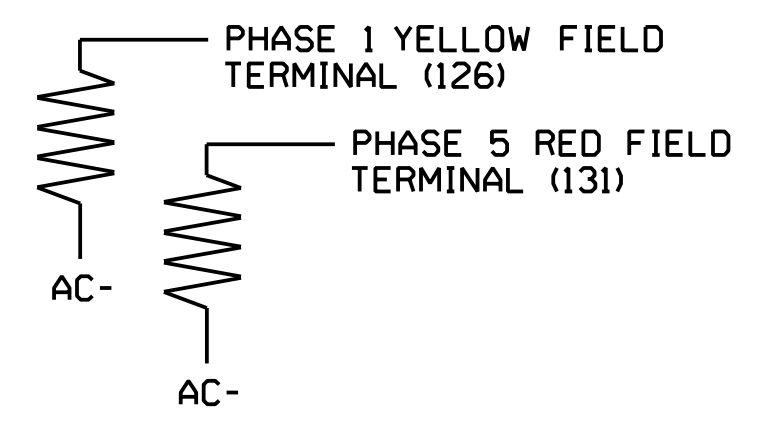 PHASE 1 YELLOW FIELD
TERMINAL (126)
PHASE 5 RED FIELD
TERMINAL (131)
AC-
AC-